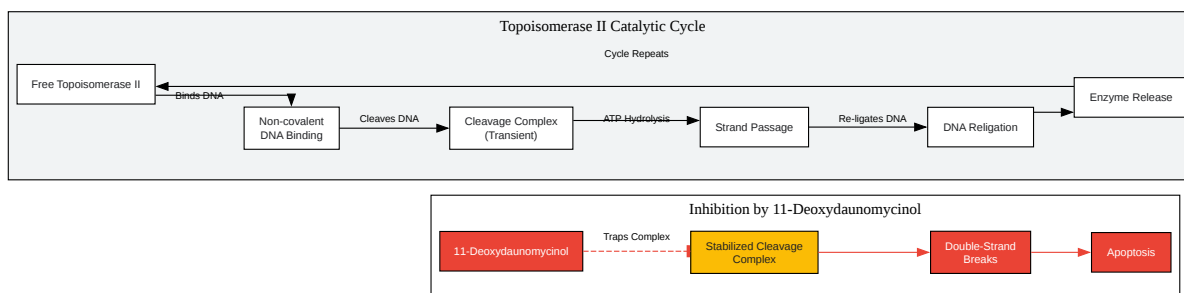 Topoisomerase II Catalytic Cycle
Cycle Repeats
Free Topoisomerase II
Binds DNA
Non-covalent
DNA Binding
Cleaves DNA
Cleavage Complex
(Transient)
ATP Hydrolysis
Strand Passage
Re-ligates DNA
DNA Religation
Enzyme Release
Inhibition by 11-Deoxydaunomycinol
11-Deoxydaunomycinol
Traps Complex
Stabilized Cleavage
Complex
Double-Strand
Breaks
Apoptosis